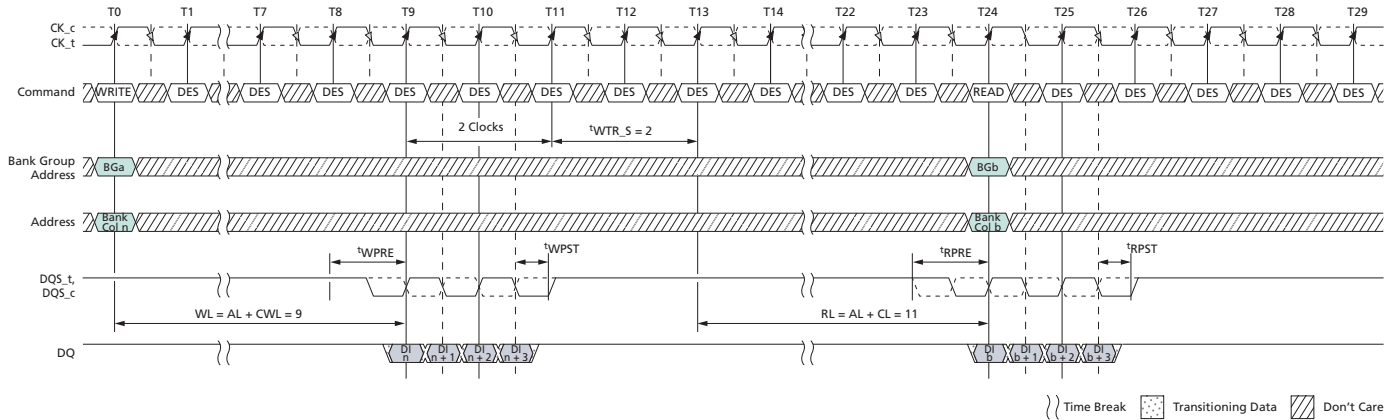 T0 T1 T7 T8 T9 T10 T11 T12 T13 T14 T22 T23 T24 T25 T26 T27 T28 T29
CK_c
CK_t
Command WRITE DES DES DES DES DES DES DES DES DES DES DES READ DES DES DES DES DES
2 Clocks tWTR_S = 2
Bank Group
Address BGa BGb
Address Bank
Col n Bank
Col b
tWPRE tWPST tRPRE tRPST
DQS_t,
DQS_c
WL = AL + CWL = 9 RL = AL + CL = 11
DQ DI
n DI
n + 1 DI
n + 2 DI
n + 3 DI
b DI
b + 1 DI
b + 2 DI
b + 3
Time Break Transitioning Data Don't Care